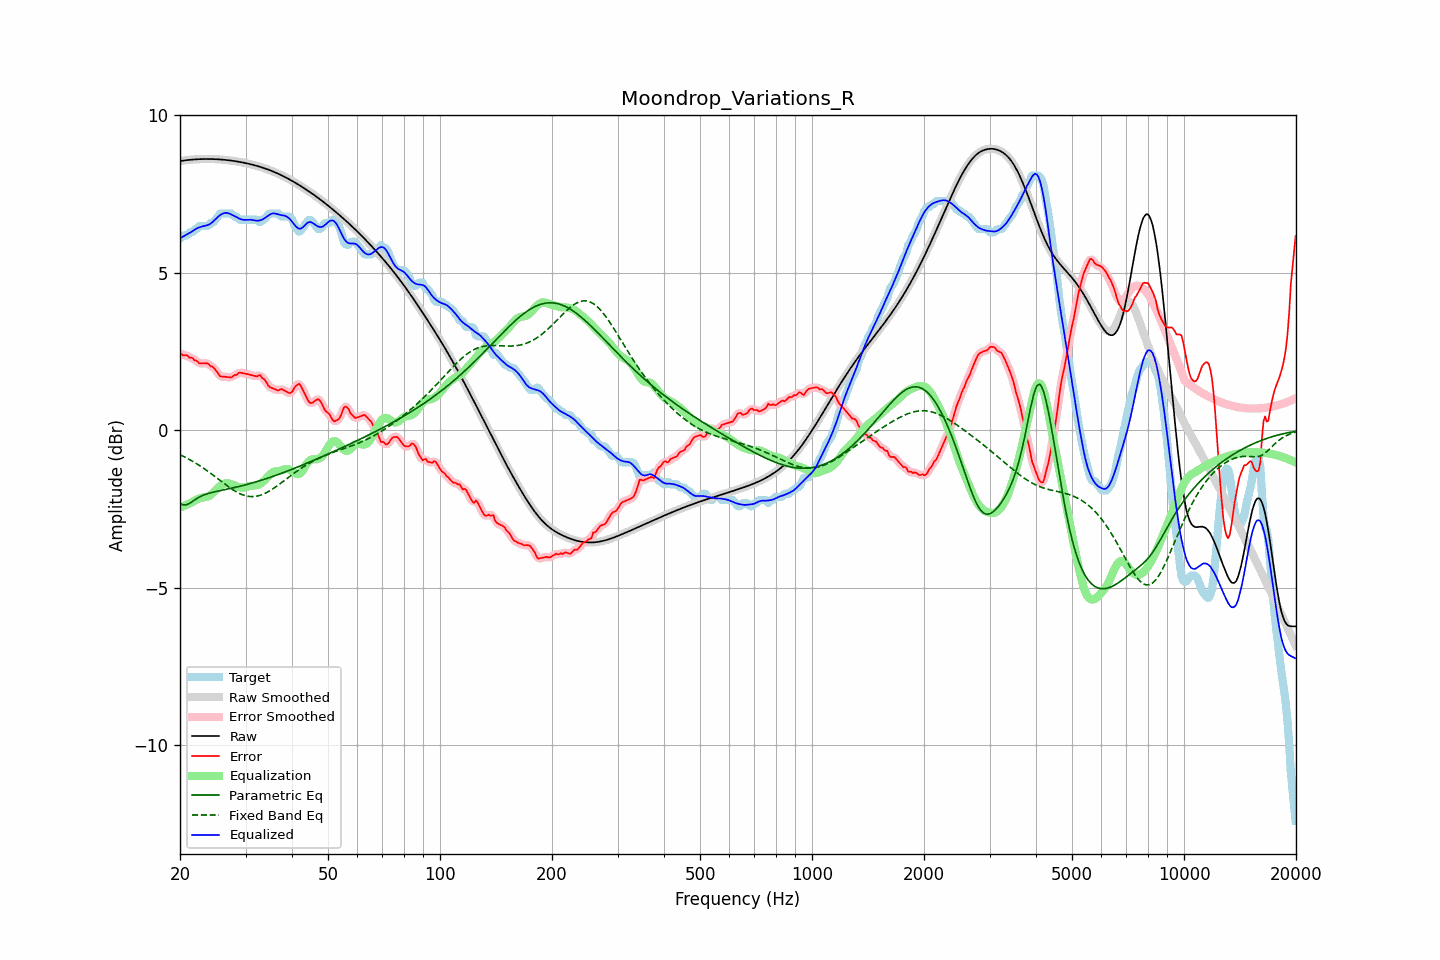 Moondrop_Variations_R
Amplitude (dBr)
10
5
0
−5
−10
Target
Raw Smoothed
Error Smoothed
Raw
Error
Equalization
Parametric Eq
Fixed Band Eq
Equalized
20 50 100 200 500 1000 2000 5000 10000 20000
Frequency (Hz)